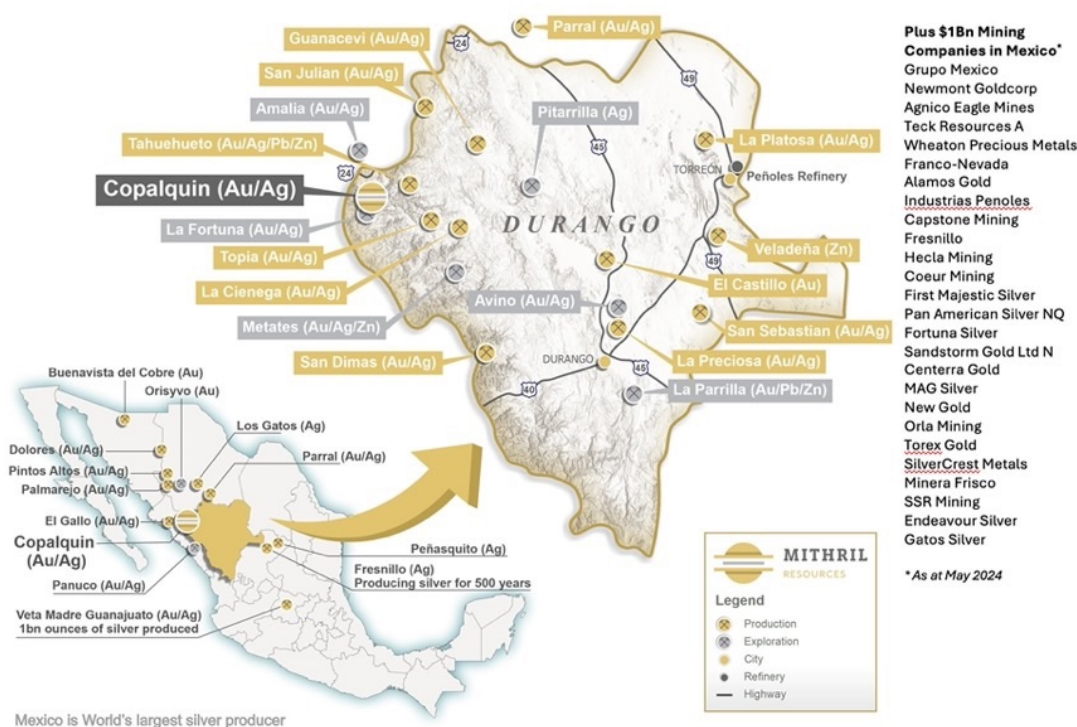 Parral (Au/Ag)
Guanacevi (Au/Ag)
24
San Julian (Au/Ag)
49
Amalia (Au/Ag)
Pitarrilla (Ag)
45
La Platosa (Au/Ag)
Tahuehueto (Au/Ag/Pb/Zn)
24
TORREÓN
Peñoles Refinery
Copalquin (Au/Ag)
La Fortuna (Au/Ag)
DURANGO
Topia (Au/Ag)
Veladeña (Zn)
49
La Cienega (Au/Ag)
El Castillo (Au)
Metates (Au/Ag/Zn)
Avino (Au/Ag)
San Sebastian (Au/Ag)
San Dimas (Au/Ag)
DURANGO
La Preciosa (Au/Ag)
45
40
La Parrilla (Au/Pb/Zn)
Buenavista del Cobre (Au)
Orisyvo (Au)
Los Gatos (Ag)
Dolores (Au/Ag)
Parral (Au/Ag)
Pintos Altos (Au/Ag)
Palmarejo (Au/Ag)
El Gallo (Au/Ag)
Copalquin
(Au/Ag)
Peñasquito (Ag)
Fresnillo (Ag)
Producing silver for 500 years
Panuco (Au/Ag)
Veta Madre Guanajuato (Au/Ag)
1bn ounces of silver produced
Mexico is World's largest silver producer
MITHRIL
RESOURCES
Legend
Production
Exploration
City
Refinery
Highway
Plus $1Bn Mining
Companies in Mexico*
Grupo Mexico
Newmont Goldcorp
Agnico Eagle Mines
Teck Resources A
Wheaton Precious Metals
Franco-Nevada
Alamos Gold
Industrias Penoles
Capstone Mining
Fresnillo
Hecla Mining
Coeur Mining
First Majestic Silver
Pan American Silver NQ
Fortuna Silver
Sandstorm Gold Ltd N
Centerra Gold
MAG Silver
New Gold
Orla Mining
Torex Gold
SilverCrest Metals
Minera Frisco
SSR Mining
Endeavour Silver
Gatos Silver
*As at May 2024